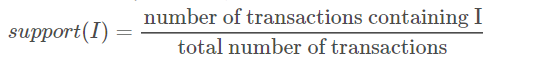 support(I) = number of transactions containing I / total number of transactions